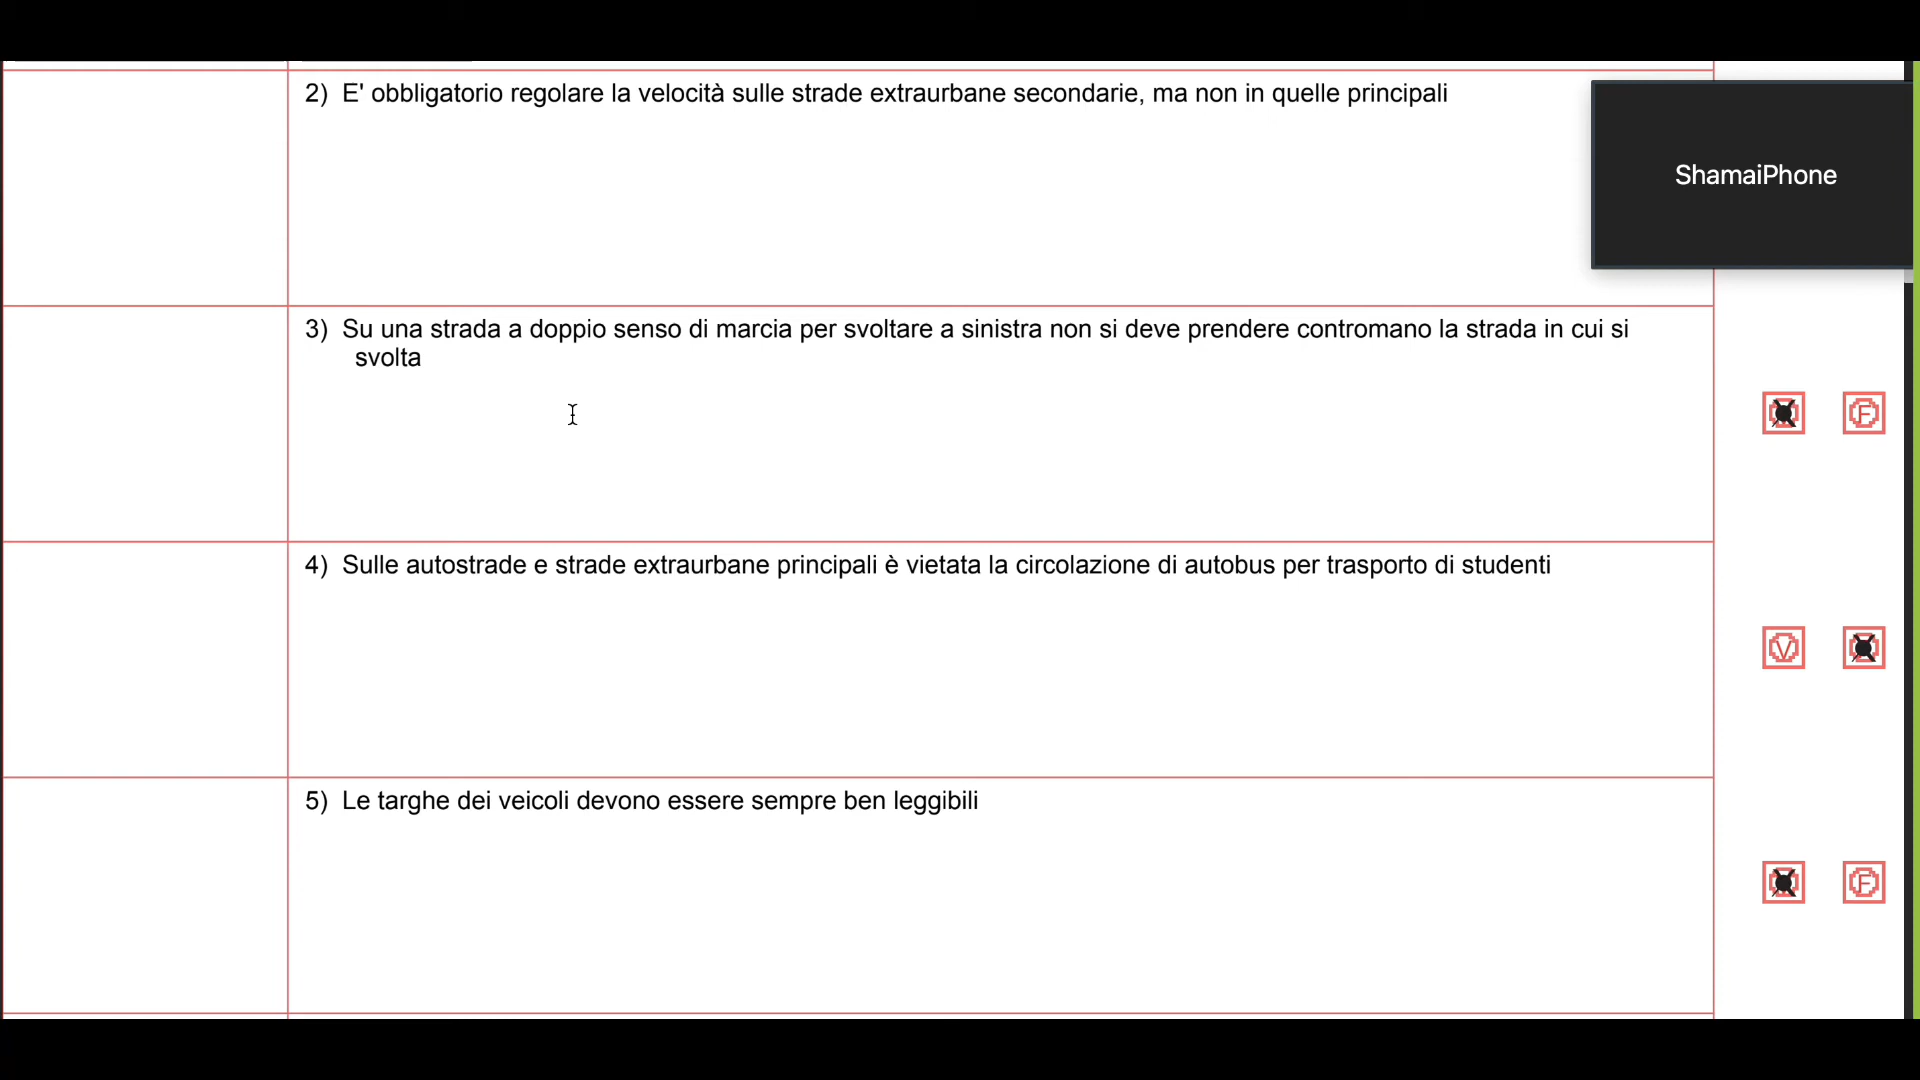 2) E' obbligatorio regolare la velocità sulle strade extraurbane secondarie, ma non in quelle principali
ShamaiPhone
3) Su una strada a doppio senso di marcia per svoltare a sinistra non si deve prendere contromano la strada in cui si
svolta
F
4) Sulle autostrade e strade extraurbane principali è vietata la circolazione di autobus per trasporto di studenti
V
5) Le targhe dei veicoli devono essere sempre ben leggibili
F